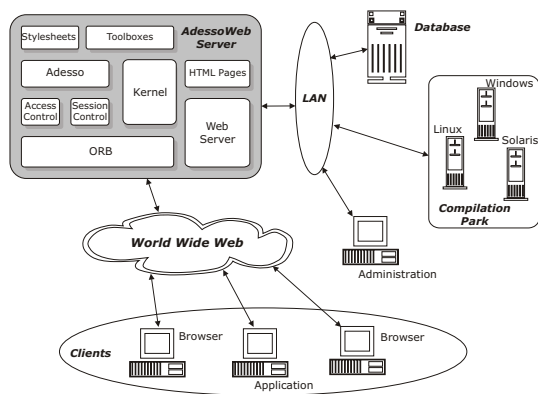 Stylesheets
Toolboxes
AdessoWeb
Server
Adesso
Kernel
HTML Pages
Access
Control
Session
Control
Web
Server
ORB
LAN
Database
Windows
Linux
Solaris
Compilation
Park
World Wide Web
Administration
Browser
Browser
Clients
Application